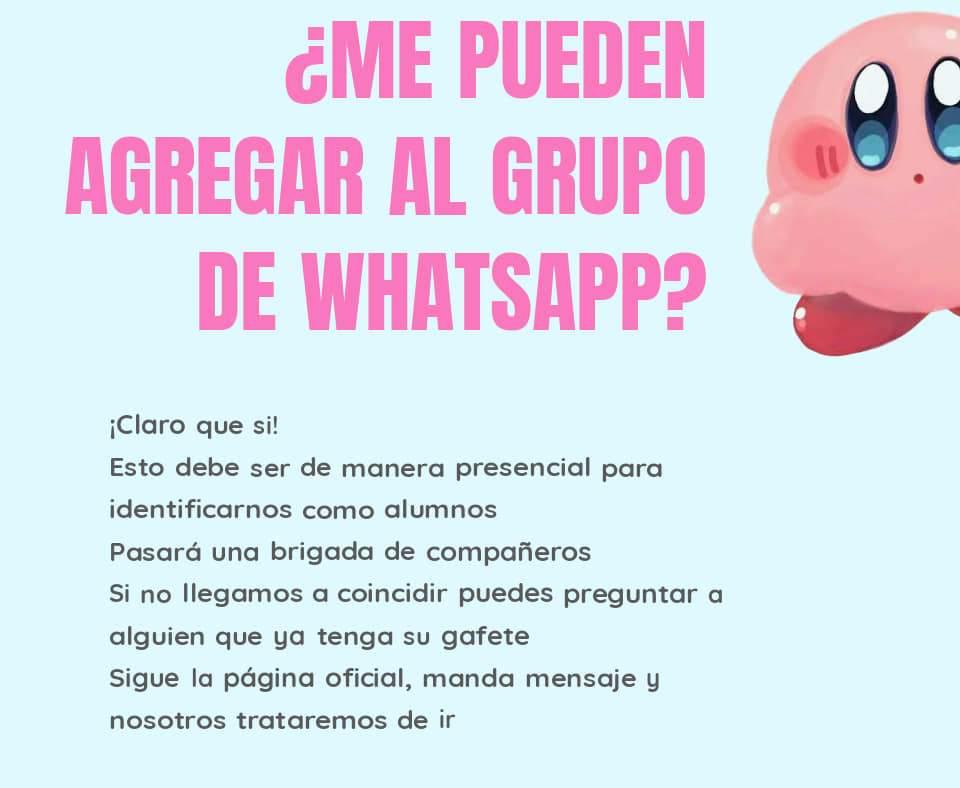 ¿ME PUEDEN
AGREGAR AL GRUPO
DE WHATSAPP?
¡Claro que si!
Esto debe ser de manera presencial para
identificarnos como alumnos
Pasará una brigada de compañeros
Si no llegamos a coincidir puedes preguntar a
alguien que ya tenga su gafete
Sigue la página oficial, manda mensaje y
nosotros trataremos de ir